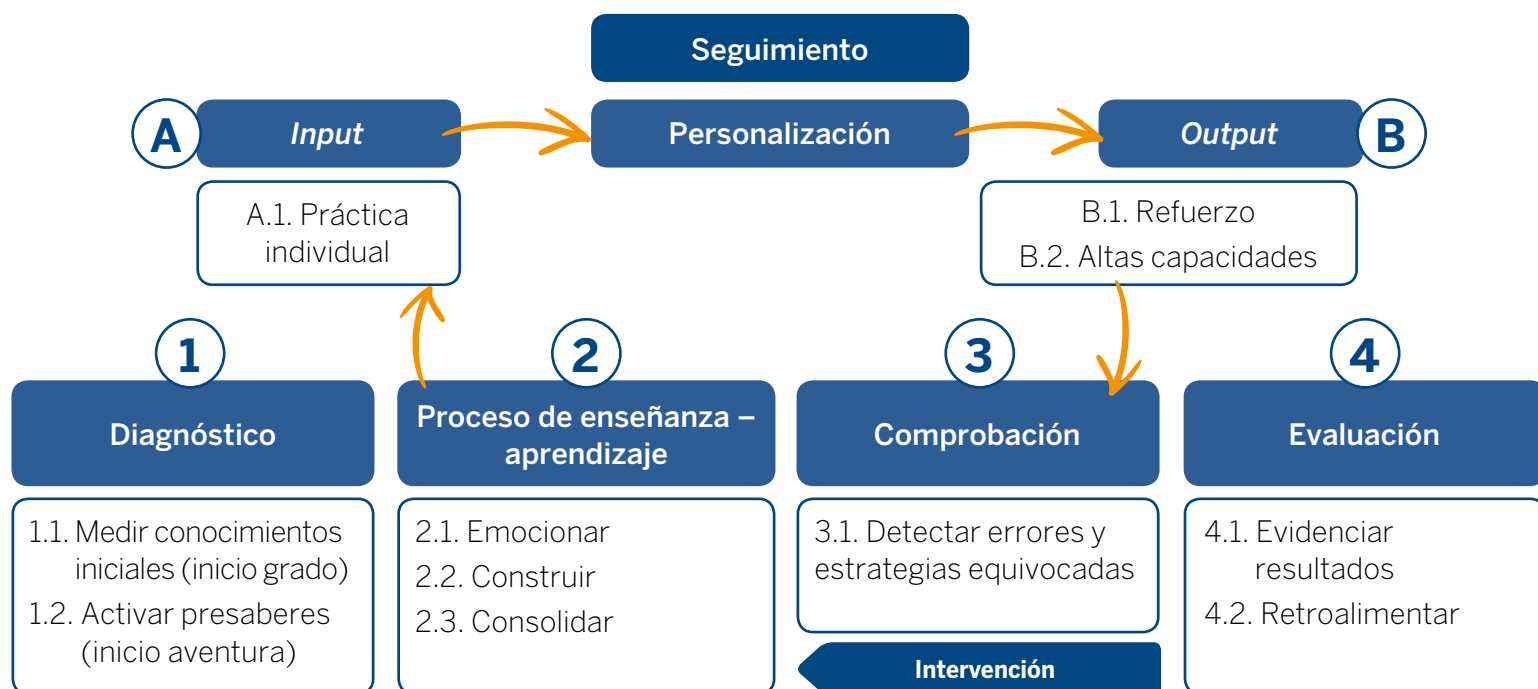 Seguimiento
A
Input
Personalización
Output
B
A.1. Práctica
individual
B.1. Refuerzo
B.2. Altas capacidades
1
Diagnóstico
1.1. Medir conocimientos
iniciales (inicio grado)
1.2. Activar presaberes
(inicio aventura)
2
Proceso de enseñanza –
aprendizaje
2.1. Emocionar
2.2. Construir
2.3. Consolidar
3
Comprobación
3.1. Detectar errores y
estrategias equivocadas
Intervención
4
Evaluación
4.1. Evidenciar
resultados
4.2. Retroalimentar